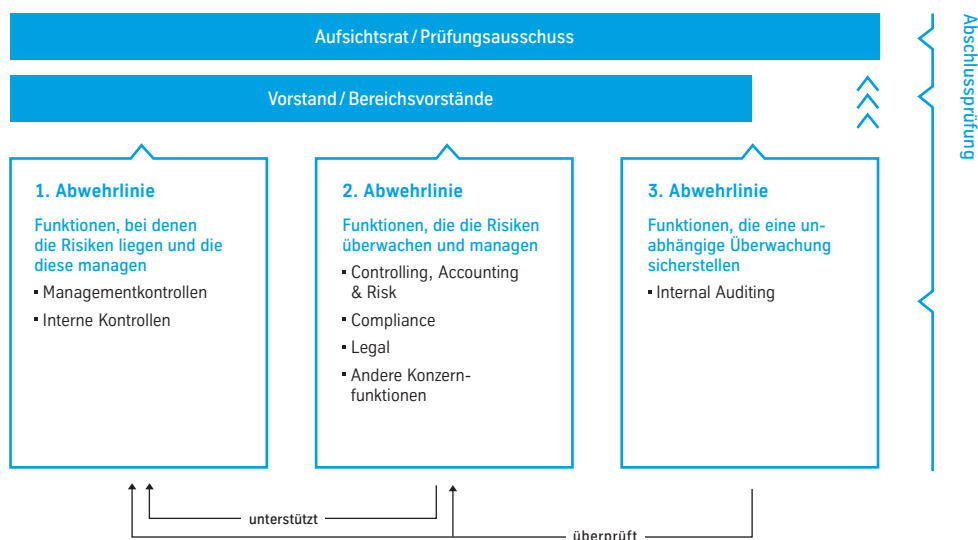 Aufsichtsrat / Prüfungsausschuss
Vorstand / Bereichsvorstände
Abschlussprüfung
1. Abwehrlinie
Funktionen, bei denen
die Risiken liegen und die
diese managen
▪ Managementkontrollen
▪ Interne Kontrollen
2. Abwehrlinie
Funktionen, die die Risiken
überwachen und managen
▪ Controlling, Accounting
& Risk
▪ Compliance
▪ Legal
▪ Andere Konzern-
funktionen
3. Abwehrlinie
Funktionen, die eine un-
abhängige Überwachung
sicherstellen
▪ Internal Auditing
unterstützt
überprüft